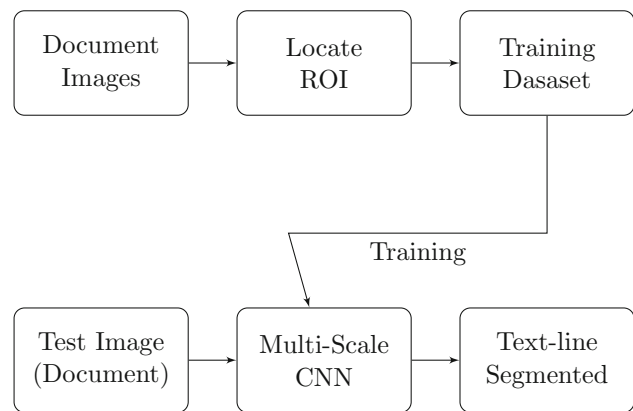 Document
Images
Locate
ROI
Training
Dasaset
Training
Test Image
(Document)
Multi-Scale
CNN
Text-line
Segmented